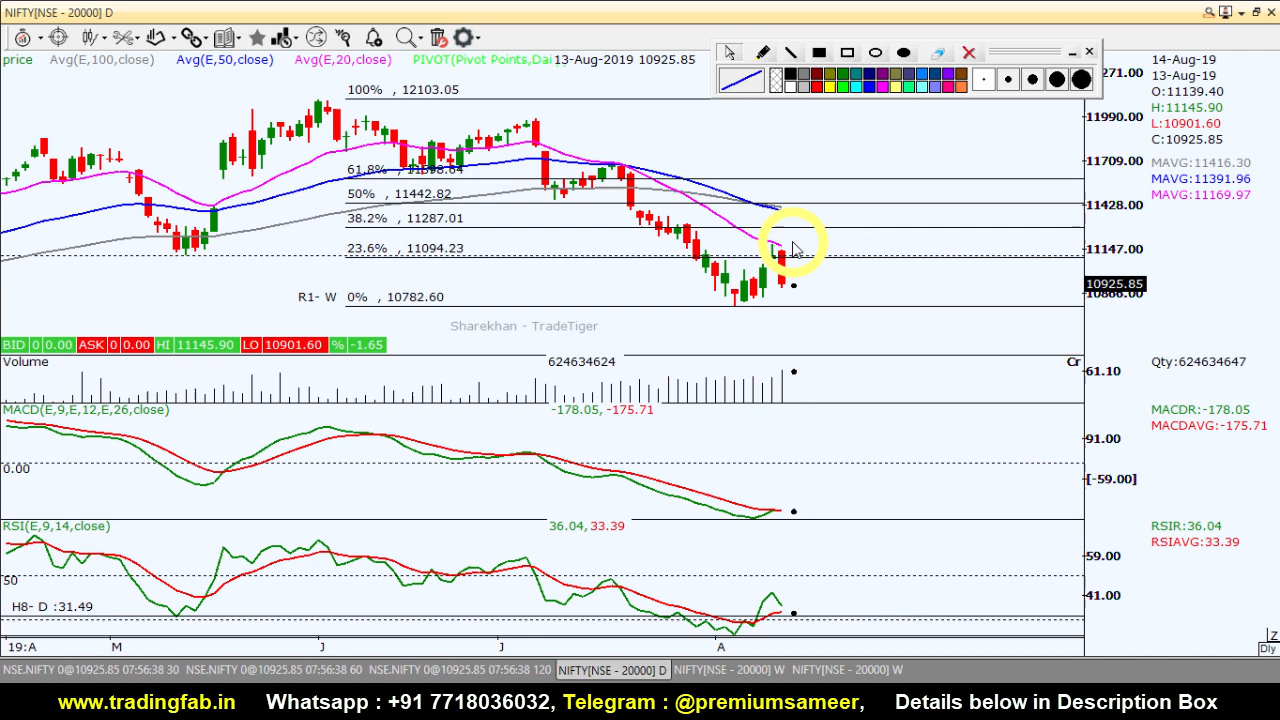 NIFTY[NSE - 20000] D
price Avg(E,100,close) Avg(E,50,close) Avg(E,20,close) PIVOT(Pivot Points,Dai 13-Aug-2019 10925.85
14-Aug-19
13-Aug-19
O:11139.40
H:11145.90
L:10901.60
C:10925.85
MAVG:11416.30
MAVG:11391.96
MAVG:11169.97
271.00
11990.00
11709.00
11428.00
11147.00
10925.85
100% , 12103.05
61.8%
50% , 11442.82
38.2% , 11287.01
23.6% , 11094.23
R1- W 0% , 10782.60
Sharekhan - TradeTiger
BID 0 0.00 ASK 0 0.00 HI 11145.90 LO 10901.60 % -1.65
Volume 624634624 Cr
61.10
Qty:624634647
MACD(E,9,E,12,E,26,close) -178.05, -175.71
MACDR:-178.05
MACDAVG:-175.71
91.00
0.00
[-59.00]
RSI(E,9,14,close) 36.04, 33.39
RSIR:36.04
RSIAVG:33.39
59.00
50
41.00
H8- D :31.49
19:A M J J A
Z
Dly
NSE.NIFTY 0@10925.85 07:56:38 30 NSE.NIFTY 0@10925.85 07:56:38 60 NSE.NIFTY 0@10925.85 07:56:38 120 NIFTY[NSE - 20000] D NIFTY[NSE - 20000] W NIFTY[NSE - 20000] W
www.tradingfab.in Whatsapp : +91 7718036032, Telegram : @premiumsameer, Details below in Description Box